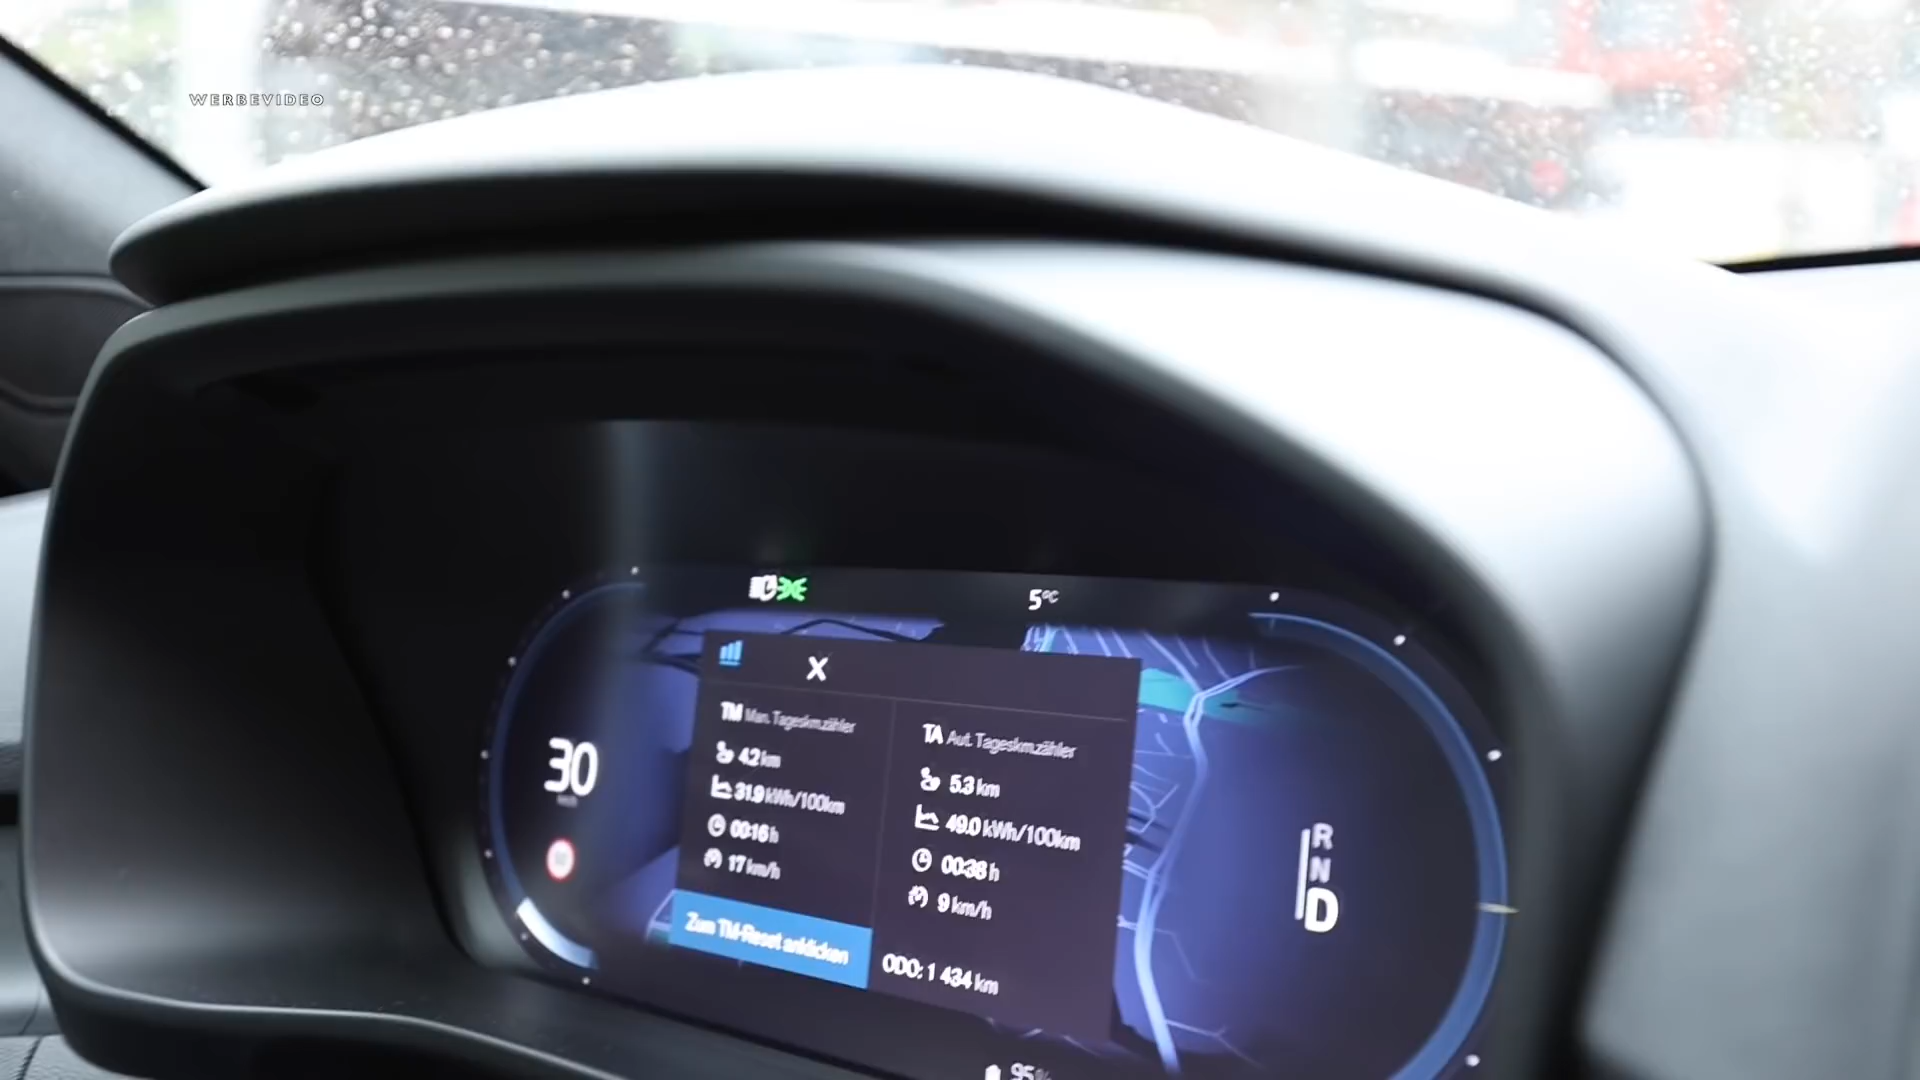 WERBEVIDEO
5°C
X
TM Man. Tageskm.zähler
4.2 km
31.9 kWh/100km
00:16 h
17 km/h
Zum TM-Reset anklicken
TA Aut. Tageskm.zähler
5.3 km
49.0 kWh/100km
00:38 h
9 km/h
ODO: 1 434 km
30
km/h
R
N
D
95%